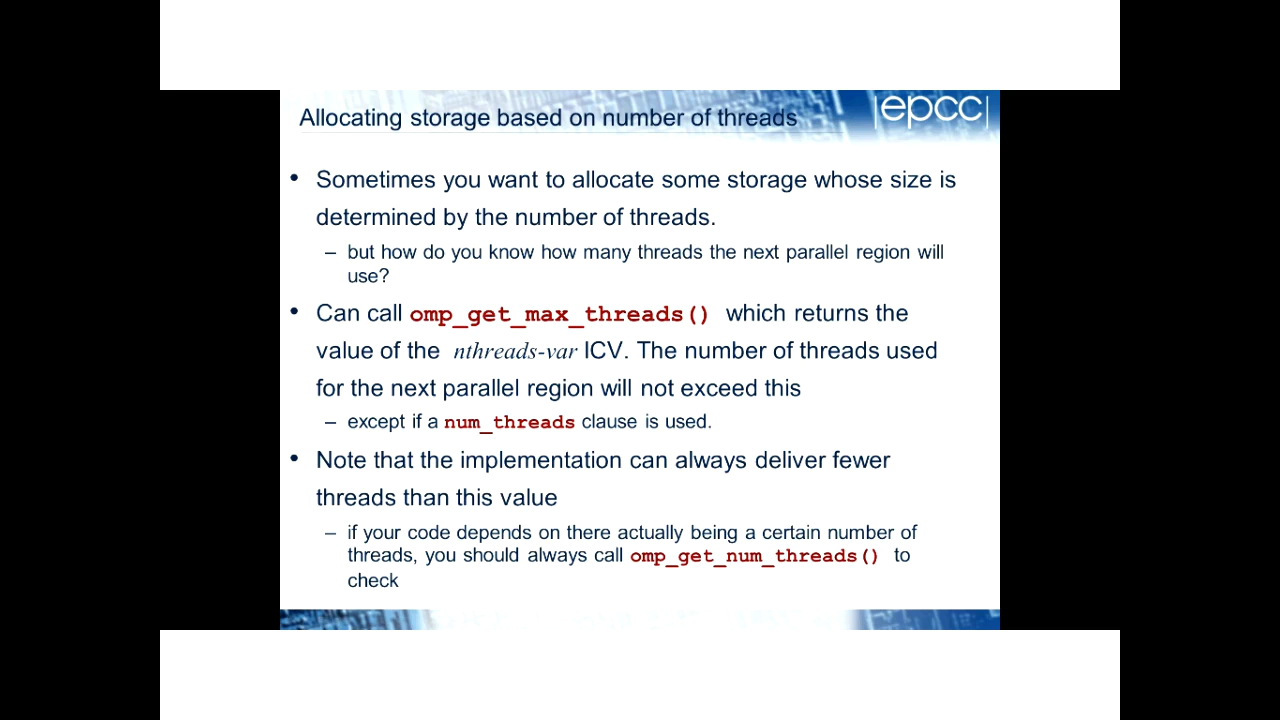 Allocating storage based on number of threads
|epcc|
• Sometimes you want to allocate some storage whose size is
determined by the number of threads.
– but how do you know how many threads the next parallel region will
use?
• Can call omp_get_max_threads() which returns the
value of the nthreads-var ICV. The number of threads used
for the next parallel region will not exceed this
– except if a num_threads clause is used.
• Note that the implementation can always deliver fewer
threads than this value
– if your code depends on there actually being a certain number of
threads, you should always call omp_get_num_threads() to
check